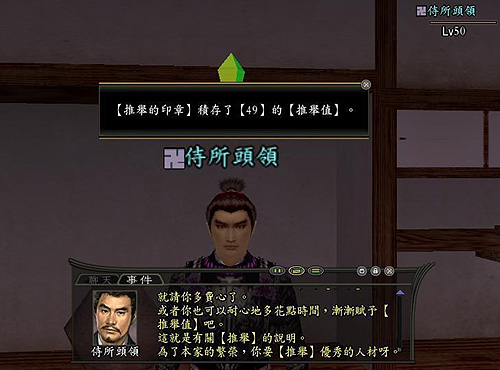 卍侍所頭領
Lv50
【推舉的印章】積存了【49】的【推舉值】。
卍侍所頭領
聊天 事件
就請你多費心了。
或者你也可以耐心地多花點時間,漸漸賦予【
推舉值】吧。
這就是有關【推舉】的說明。
為了本家的繁榮,你要【推舉】優秀的人材呀。
侍所頭領